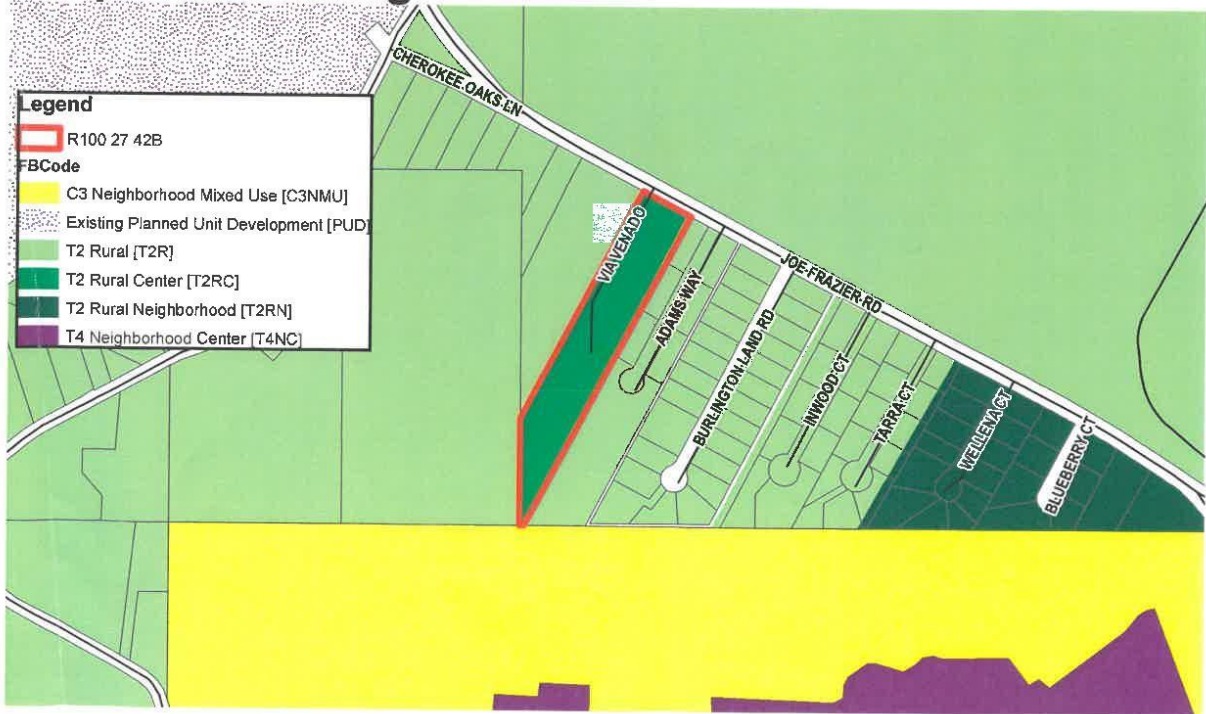 Legend
R100 27 42B
FBCode
C3 Neighborhood Mixed Use [C3NMU]
Existing Planned Unit Development [PUD]
T2 Rural [T2R]
T2 Rural Center [T2RC]
T2 Rural Neighborhood [T2RN]
T4 Neighborhood Center [T4NC]
CHEROKEE OAKS LN
VIA VENADO
ADAMS WAY
JOE FRAZIER RD
BURLINGTON LAND RD
INWOOD CT
TARRA CT
WELLENA CT
BLUEBERRY CT